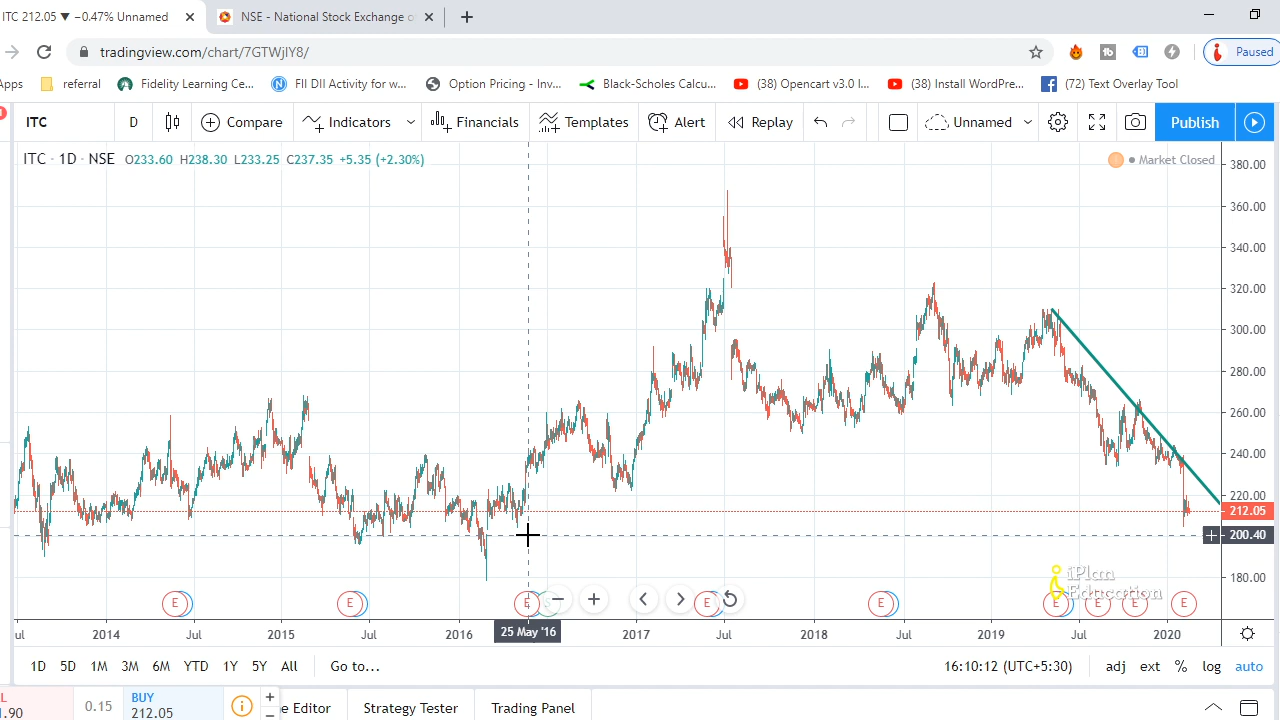 ITC 212.05 ▼ −0.47% Unnamed
NSE - National Stock Exchange o
tradingview.com/chart/7GTWjIY8/
Paused
Apps
referral
Fidelity Learning Ce...
FII DII Activity for w...
Option Pricing - Inv...
Black-Scholes Calcu...
(38) Opencart v3.0 I...
(38) Install WordPre...
(72) Text Overlay Tool
ITC
D
Compare
Indicators
Financials
Templates
Alert
Replay
Unnamed
Publish
ITC · 1D · NSE O233.60 H238.30 L233.25 C237.35 +5.35 (+2.30%)
Market Closed
380.00
360.00
340.00
320.00
300.00
280.00
260.00
240.00
220.00
212.05
200.40
180.00
iPlan
Education
E E E E E E E E E
ul 2014 Jul 2015 Jul 2016 25 May '16 2017 Jul 2018 Jul 2019 Jul 2020
1D 5D 1M 3M 6M YTD 1Y 5Y All Go to...
16:10:12 (UTC+5:30) adj ext % log auto
L
1.90
0.15
BUY
212.05
e Editor
Strategy Tester
Trading Panel